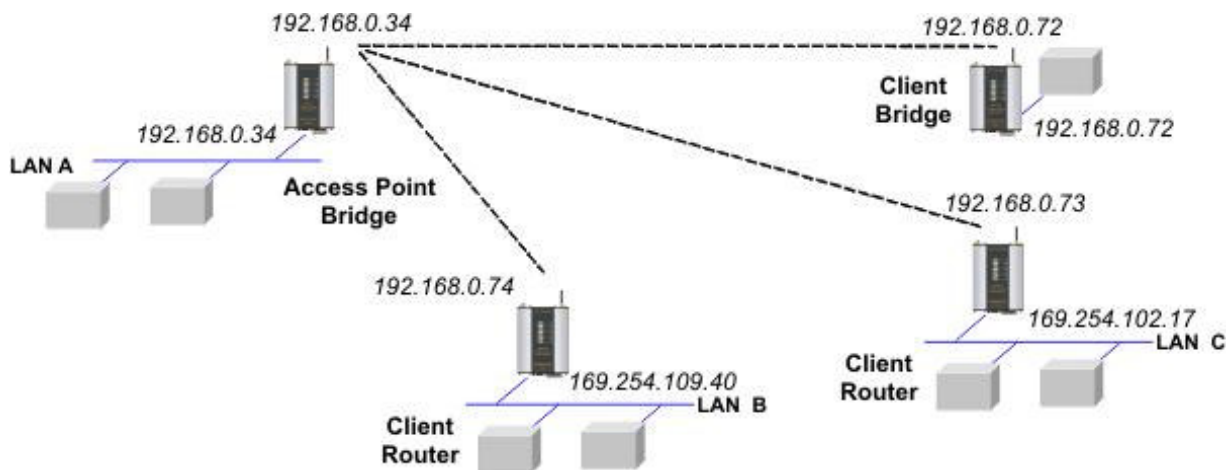 192.168.0.34
192.168.0.72
Client
Bridge
192.168.0.34
192.168.0.72
LAN A
Access Point
Bridge
192.168.0.73
192.168.0.74
169.254.102.17
LAN C
Client
Router
169.254.109.40
LAN B
Client
Router